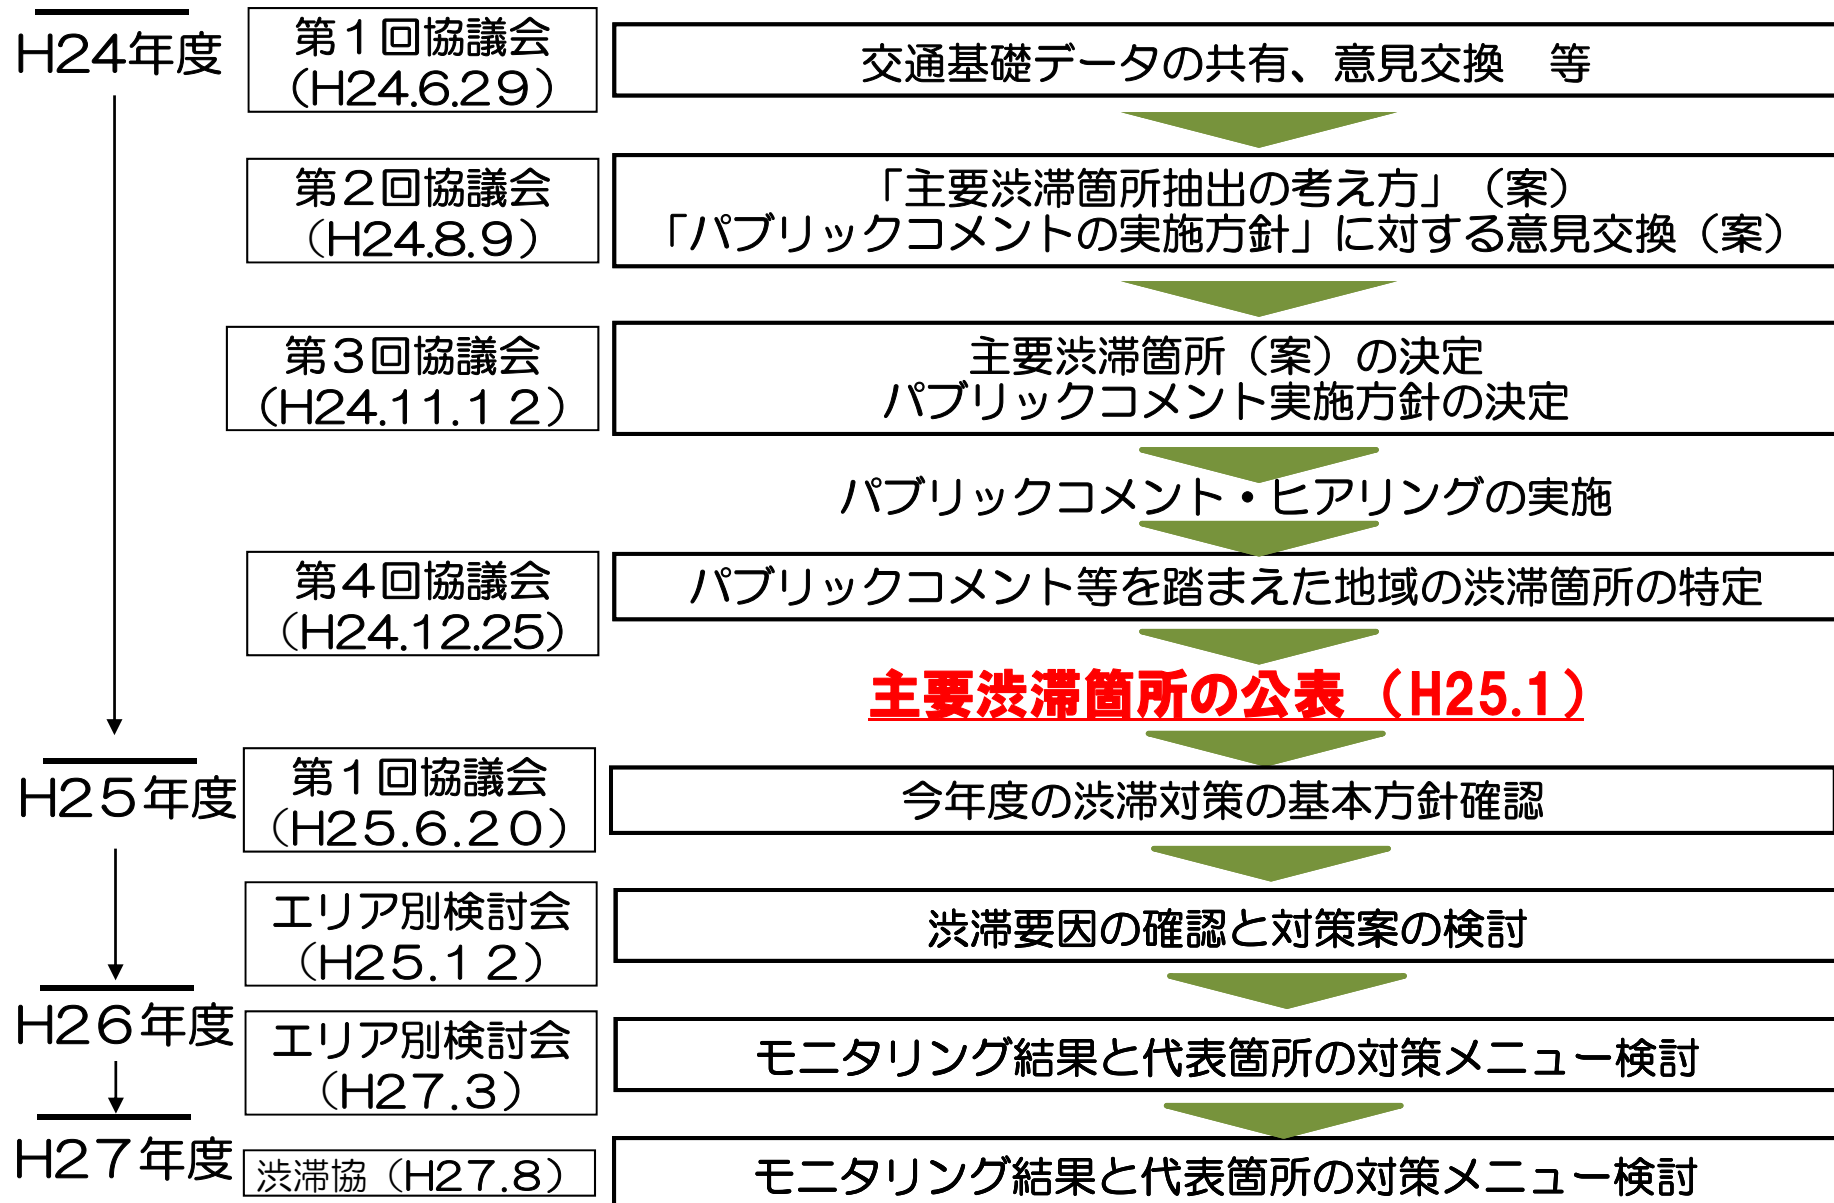 H24年度
第１回協議会
（H24.6.29）
交通基礎データの共有、意見交換　等
第２回協議会
（H24.8.9）
「主要渋滞箇所抽出の考え方」（案）
「パブリックコメントの実施方針」に対する意見交換（案）
第３回協議会
（H24.11.1２）
主要渋滞箇所（案）の決定
パブリックコメント実施方針の決定
パブリックコメント・ヒアリングの実施
第４回協議会
（H24.12.25）
パブリックコメント等を踏まえた地域の渋滞箇所の特定
主要渋滞箇所の公表（H25.1）
H2５年度
第１回協議会
（H2５.６.２０）
今年度の渋滞対策の基本方針確認
エリア別検討会
（H2５.1２）
渋滞要因の確認と対策案の検討
H2６年度
エリア別検討会
（H2７.３）
モニタリング結果と代表箇所の対策メニュー検討
H2７年度
渋滞協（H27.8）
モニタリング結果と代表箇所の対策メニュー検討